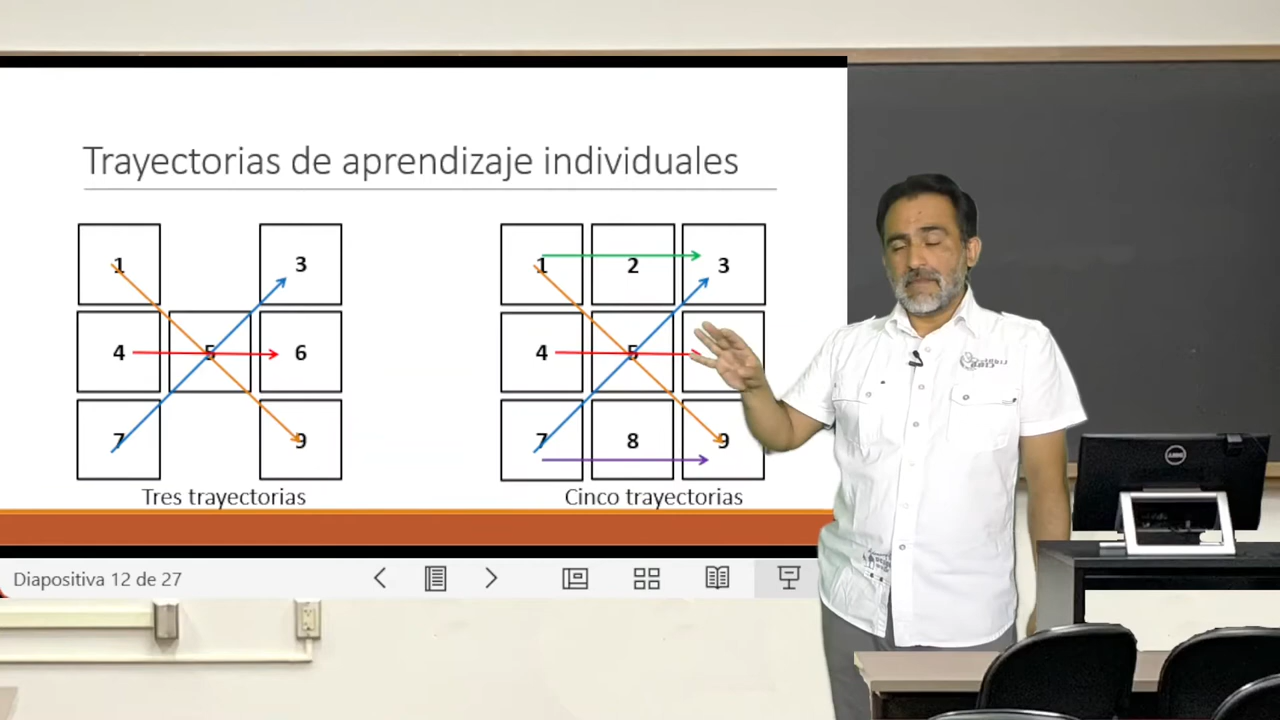 Trayectorias de aprendizaje individuales
1 3
4 5 6
7 9
Tres trayectorias
1 2 3
4 5
7 8 9
Cinco trayectorias
Diapositiva 12 de 27
DELL